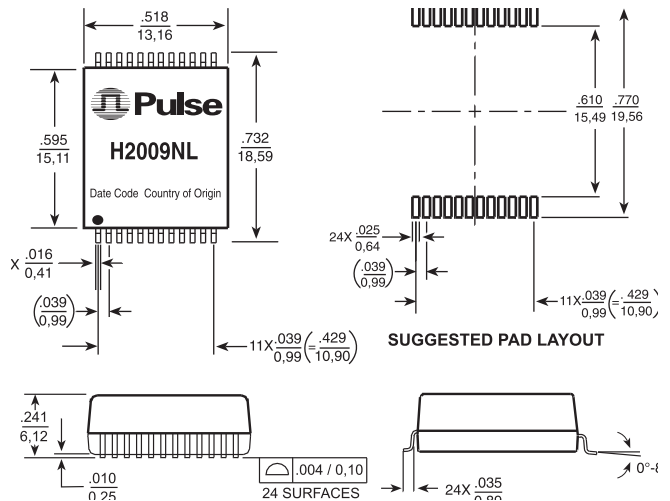 .518
13,16
Pulse
H2009NL
Date Code Country of Origin
.595
15,11
.732
18,59
X .016
0,41
(.039
0,99)
11X .039
0,99 (= .429
10,90)
.610
15,49
.770
19,56
24X .025
0,64
(.039
0,99)
11X .039
0,99 (= .429
10,90)
SUGGESTED PAD LAYOUT
.241
6,12
.010
0,25
.004 / 0,10
24 SURFACES
24X .035
0,89
0°-8